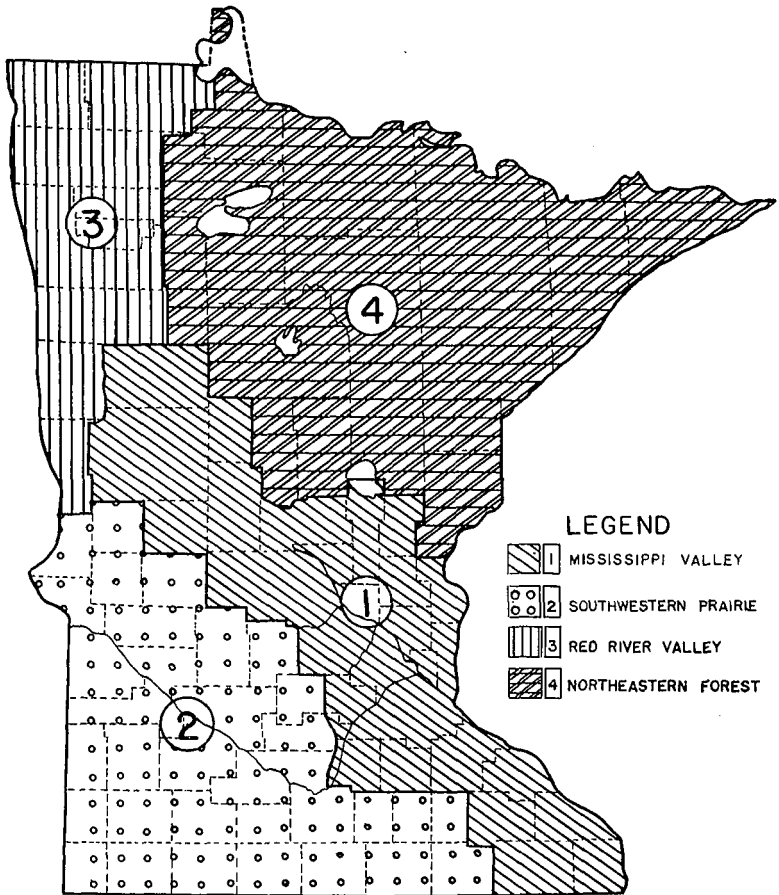 3
4
LEGEND
1 MISSISSIPPI VALLEY
2 SOUTHWESTERN PRAIRIE
3 RED RIVER VALLEY
4 NORTHEASTERN FOREST
1
2